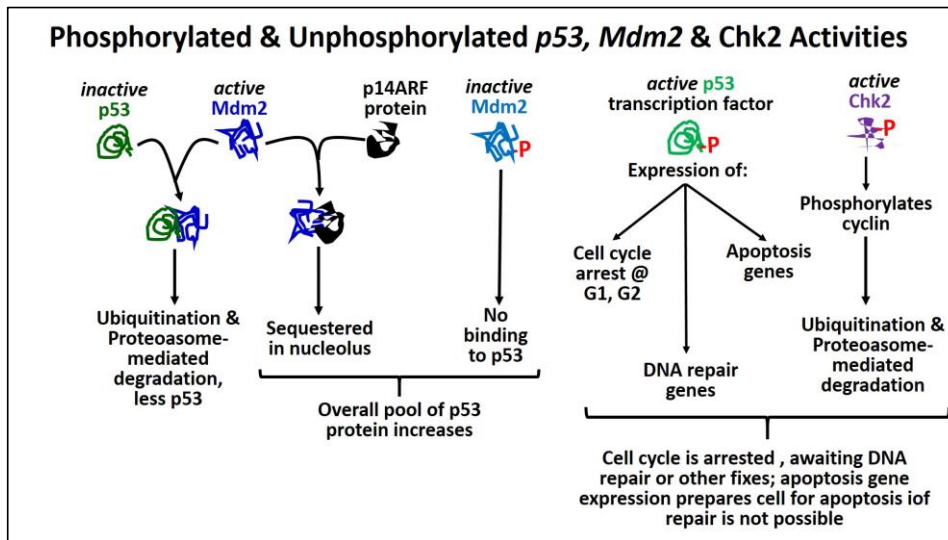 Phosphorylated & Unphosphorylated p53, Mdm2 & Chk2 Activities
inactive
p53
active
Mdm2
p14ARF
protein
inactive
Mdm2
P
active p53
transcription factor
P
Expression of:
active
Chk2
P
Phosphorylates
cyclin
Cell cycle
arrest @
G1, G2
Apoptosis
genes
Ubiquitination &
Proteoasome-
mediated
degradation,
less p53
Sequestered
in nucleolus
No
binding
to p53
DNA repair
genes
Ubiquitination &
Proteoasome-
mediated
degradation
Overall pool of p53
protein increases
Cell cycle is arrested , awaiting DNA
repair or other fixes; apoptosis gene
expression prepares cell for apoptosis iof
repair is not possible